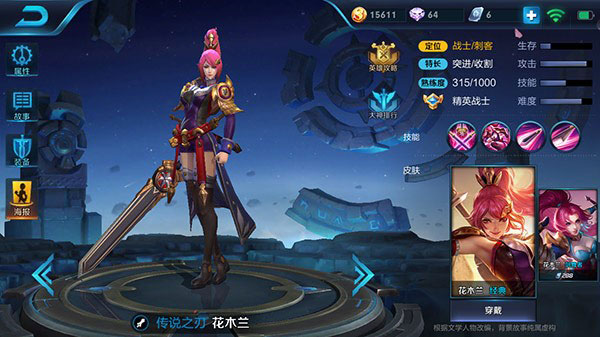 15611
64
6
属性
故事
装备
海报
英雄攻略
大神排行
定位 战士/刺客
特长 突进/收割
熟练度 315/1000
精英战士
生存
攻击
技能
难度
技能
皮肤
花木兰 经典
穿戴
288
根据文学人物改编，背景故事纯属虚构
传说之刃 花木兰